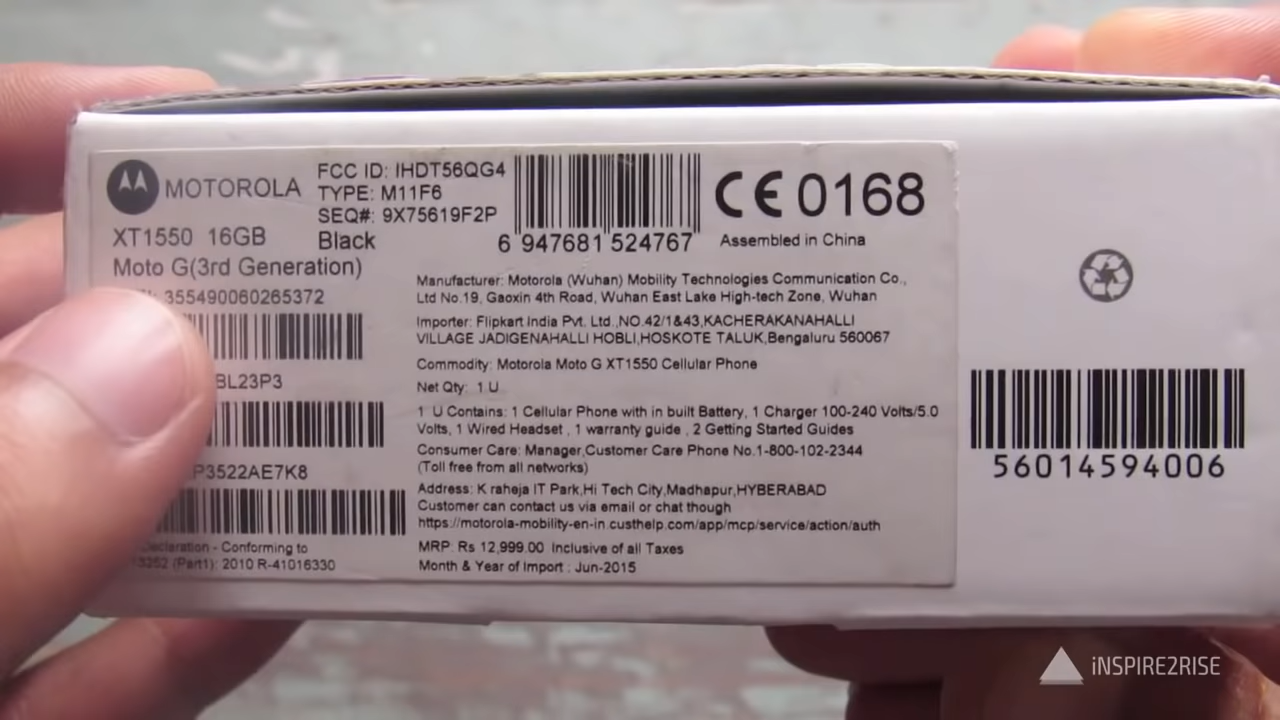 MOTOROLA
FCC ID: IHDT56QG4
TYPE: M11F6
SEQ#: 9X75619F2P
XT1550 16GB
Black
Moto G(3rd Generation)
355490060265372
BL23P3
P3522AE7K8
Declaration - Conforming to
(Part1): 2010 R-41016330
6 947681 524767
CE 0168
Assembled in China
Manufacturer: Motorola (Wuhan) Mobility Technologies Communication Co.,
Ltd No.19, Gaoxin 4th Road, Wuhan East Lake High-tech Zone, Wuhan
Importer: Flipkart India Pvt. Ltd.,NO.42/1&43,KACHERAKANAHALLI
VILLAGE JADIGENAHALLI HOBLI,HOSKOTE TALUK,Bengaluru 560067
Commodity: Motorola Moto G XT1550 Cellular Phone
Net Qty: 1 U
1 U Contains: 1 Cellular Phone with in built Battery, 1 Charger 100-240 Volts/5.0
Volts, 1 Wired Headset , 1 warranty guide , 2 Getting Started Guides
Consumer Care: Manager,Customer Care Phone No.1-800-102-2344
(Toll free from all networks)
Address: K raheja IT Park,Hi Tech City,Madhapur,HYBERABAD
Customer can contact us via email or chat though
https://motorola-mobility-en-in.custhelp.com/app/mcp/service/action/auth
MRP: Rs 12,999.00 Inclusive of all Taxes
Month & Year of Import : Jun-2015
56014594006
iNSPIRE2RISE